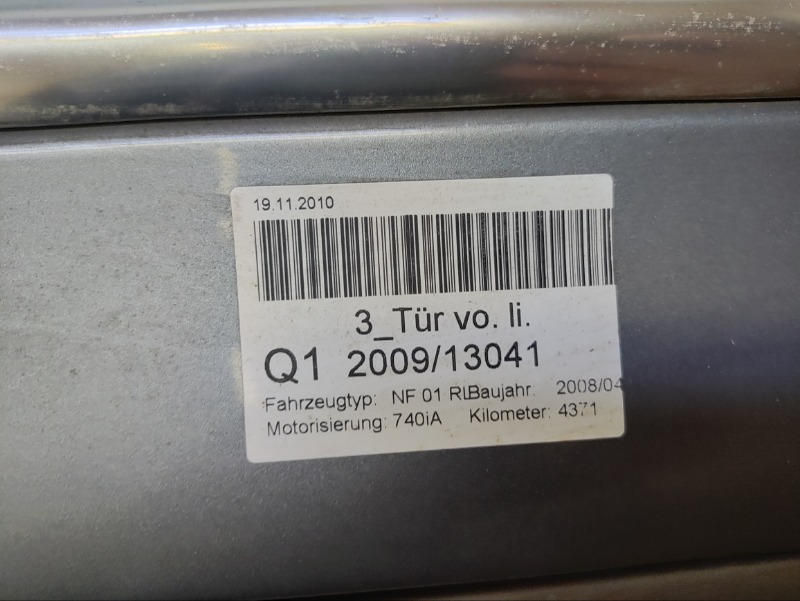 19.11.2010
3_Tür vo. li.
Q1 2009/13041
Fahrzeugtyp: NF 01 RLBaujahr: 2008/04
Motorisierung: 740iA Kilometer: 4371